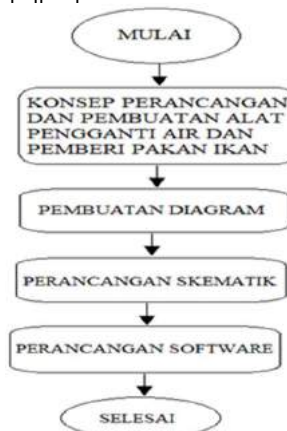 MULAI
KONSEP PERANCANGAN
DAN PEMBUATAN ALAT
PENGGANTI AIR DAN
PEMBERI PAKAN IKAN
PEMBUATAN DIAGRAM
PERANCANGAN SKEMATIK
PERANCANGAN SOFTWARE
SELESAI